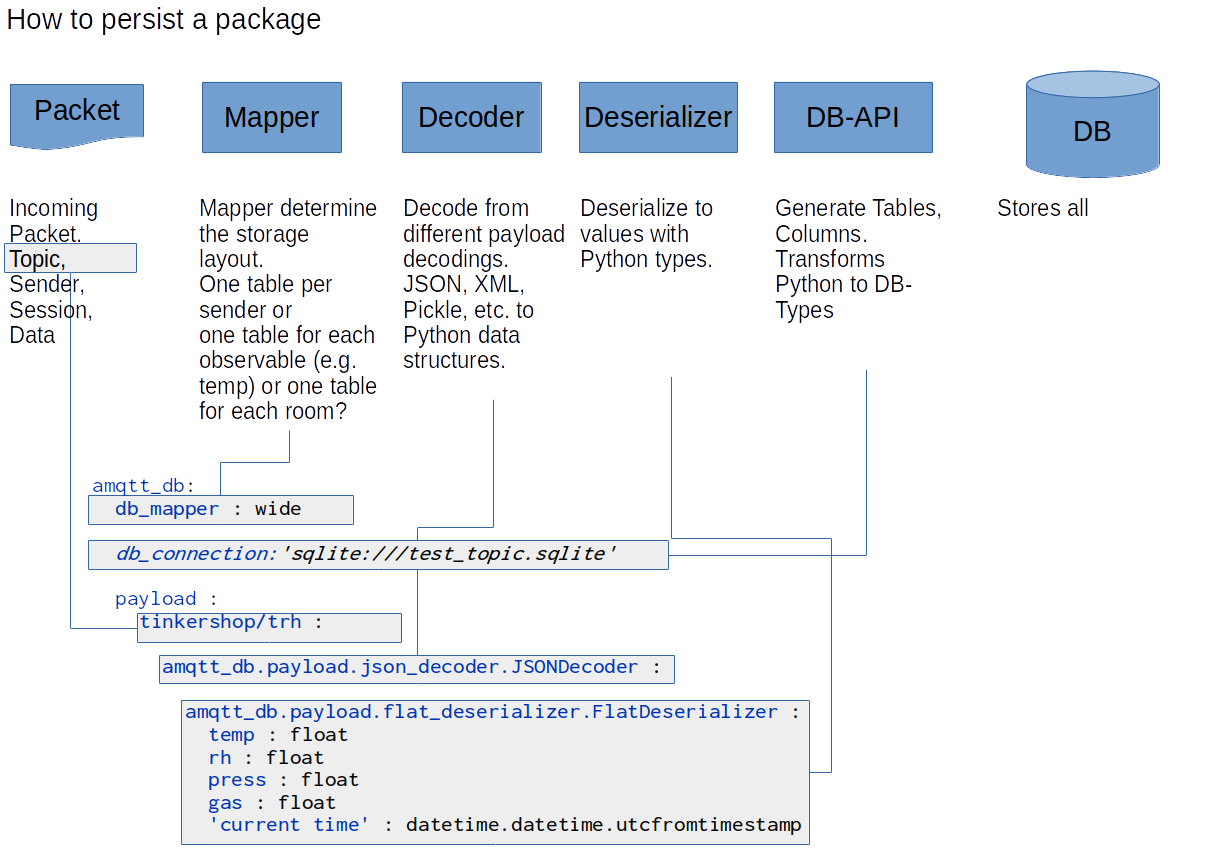 How to persist a package
Packet
Mapper
Decoder
Deserializer
DB-API
DB
Incoming
Packet.
Topic,
Sender,
Session,
Data
Mapper determine
the storage
layout.
One table per
sender or
one table for each
observable (e.g.
temp) or one table
for each room?
Decode from
different payload
decodings.
JSON, XML,
Pickle, etc. to
Python data
structures.
Deserialize to
values with
Python types.
Generate Tables,
Columns.
Transforms
Python to DB-
Types
Stores all
amqtt_db:
db_mapper : wide
db_connection:'sqlite:///test_topic.sqlite'
payload :
tinkershop/trh :
amqtt_db.payload.json_decoder.JSONDecoder :
amqtt_db.payload.flat_deserializer.FlatDeserializer :
temp : float
rh : float
press : float
gas : float
'current time' : datetime.datetime.utcfromtimestamp